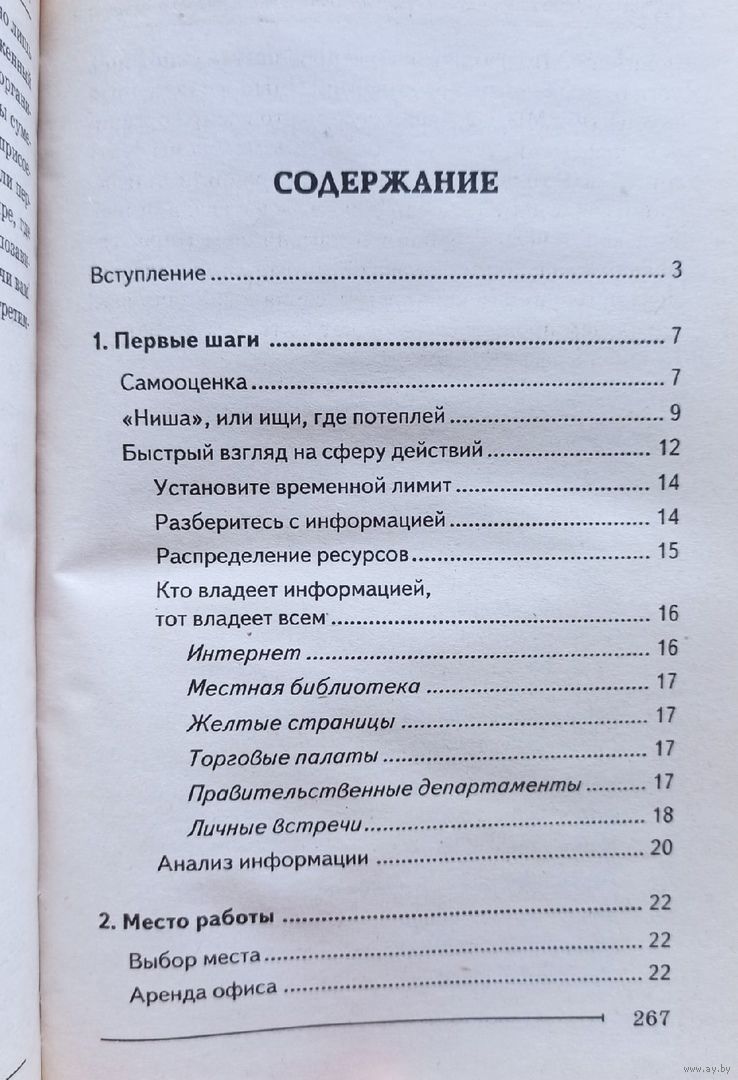 СОДЕРЖАНИЕ
Вступление ... 3
1. Первые шаги ... 7
Самооценка ... 7
«Ниша», или ищи, где потеплей ... 9
Быстрый взгляд на сферу действий ... 12
Установите временной лимит ... 14
Разберитесь с информацией ... 14
Распределение ресурсов ... 15
Кто владеет информацией,
тот владеет всем ... 16
Интернет ... 16
Местная библиотека ... 17
Желтые страницы ... 17
Торговые палаты ... 17
Правительственные департаменты ... 17
Личные встречи ... 18
Анализ информации ... 20
2. Место работы ... 22
Выбор места ... 22
Аренда офиса ... 22
267
www.ay.by